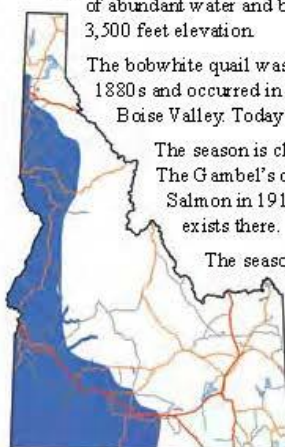 of abundant water and b
3,500 feet elevation.
The bobwhite quail was
1880s and occurred in
Boise Valley. Today
The season is cl
The Gambel's
Salmon in 191
exists there.
The seaso